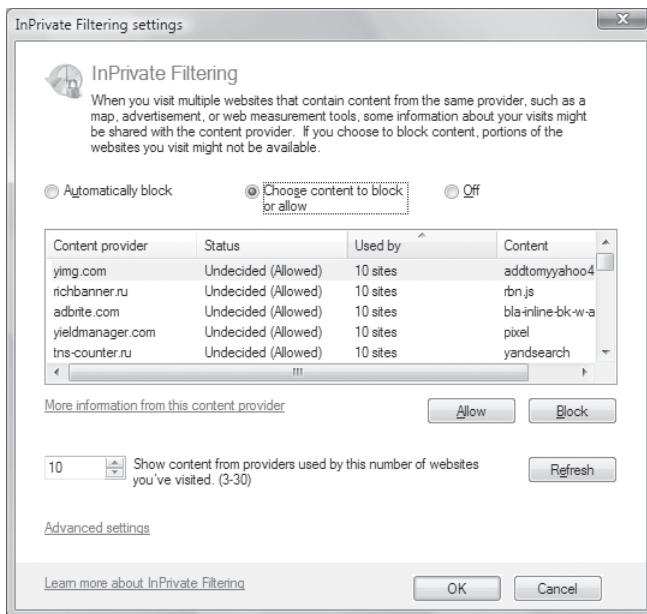 InPrivate Filtering settings
InPrivate Filtering
When you visit multiple websites that contain content from the same provider, such as a
map, advertisement, or web measurement tools, some information about your visits might
be shared with the content provider. If you choose to block content, portions of the
websites you visit might not be available.
Automatically block
Choose content to block
or allow
Off
Content provider Status Used by Content
yimg.com Undecided (Allowed) 10 sites addtomyyahoo4
richbanner.ru Undecided (Allowed) 10 sites rbn.js
adbrite.com Undecided (Allowed) 10 sites bla-inline-bk-w-a
yieldmanager.com Undecided (Allowed) 10 sites pixel
tns-counter.ru Undecided (Allowed) 10 sites yandsearch
More information from this content provider
Allow
Block
10
Show content from providers used by this number of websites
you've visited. (3-30)
Refresh
Advanced settings
Learn more about InPrivate Filtering
OK
Cancel